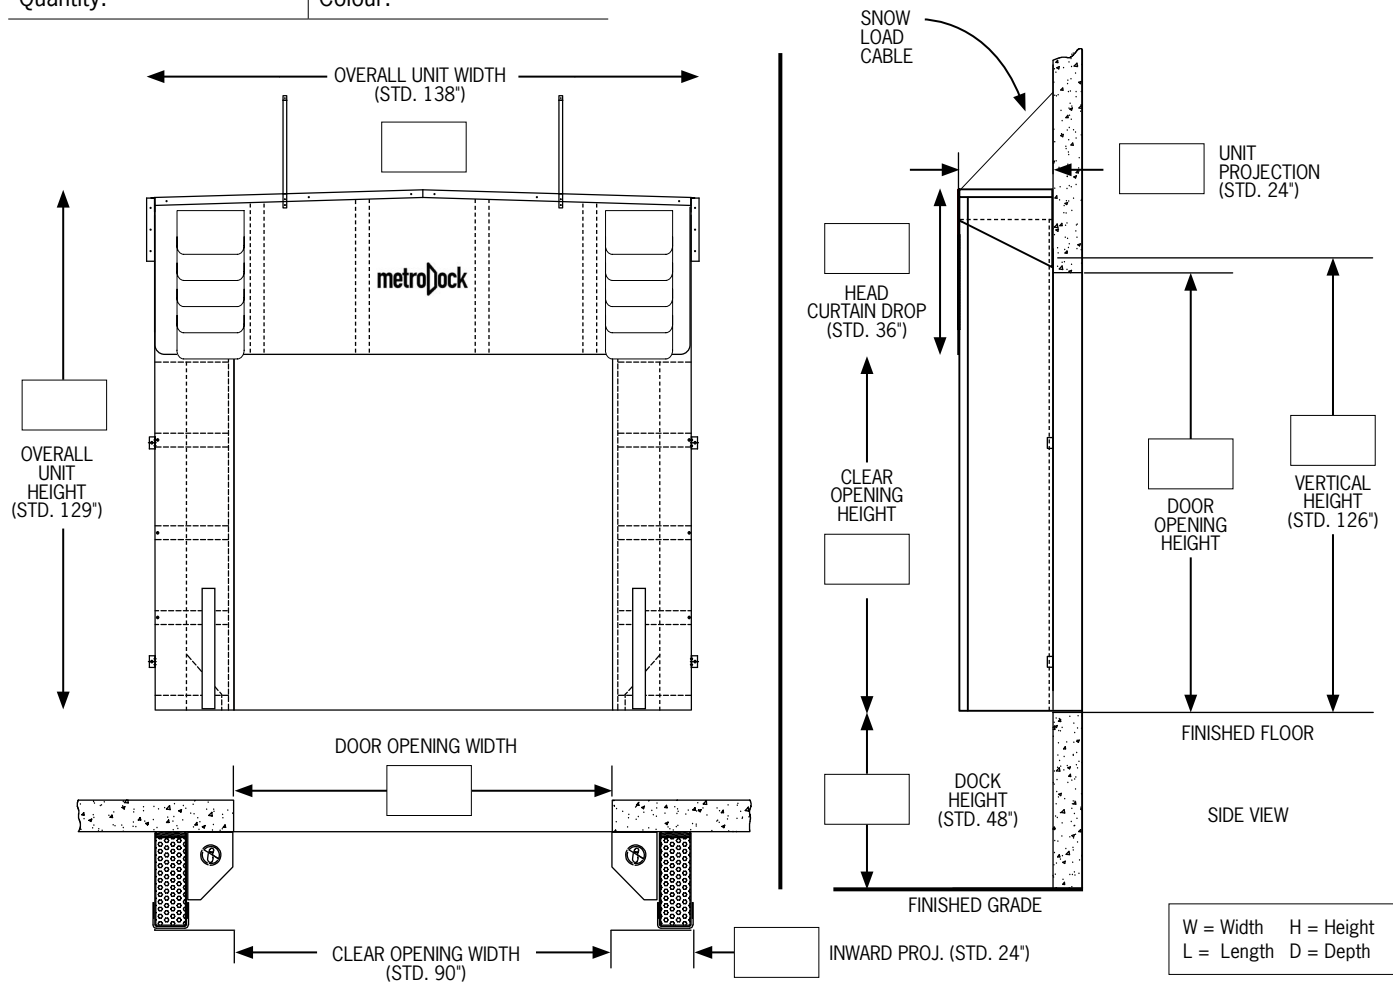 Quantity:
Colour:
OVERALL UNIT WIDTH
(STD. 138")
SNOW
LOAD
CABLE
UNIT
PROJECTION
(STD. 24")
metroDock
HEAD
CURTAIN DROP
(STD. 36")
OVERALL
UNIT
HEIGHT
(STD. 129")
CLEAR
OPENING
HEIGHT
DOOR
OPENING
HEIGHT
VERTICAL
HEIGHT
(STD. 126")
FINISHED FLOOR
DOOR OPENING WIDTH
DOCK
HEIGHT
(STD. 48")
SIDE VIEW
FINISHED GRADE
CLEAR OPENING WIDTH
(STD. 90")
INWARD PROJ. (STD. 24")
W = Width H = Height
L = Length D = Depth